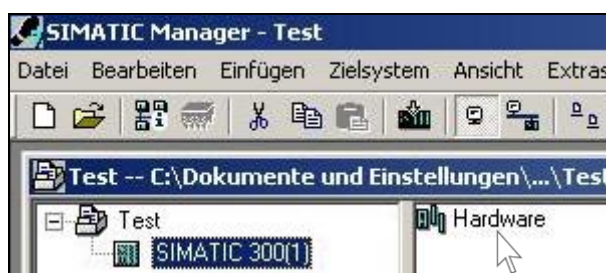 SIMATIC Manager - Test
Datei Bearbeiten Einfügen Zielsystem Ansicht Extras
Test -- C:\Dokumente und Einstellungen\...\Test
Test
Hardware
SIMATIC 300(1)